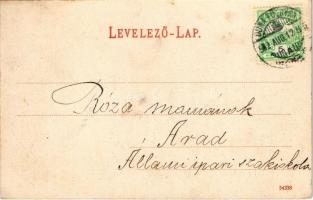 LEVELEZŐ-LAP.
Róza mamának
Arad
Állami ipari szakiskola